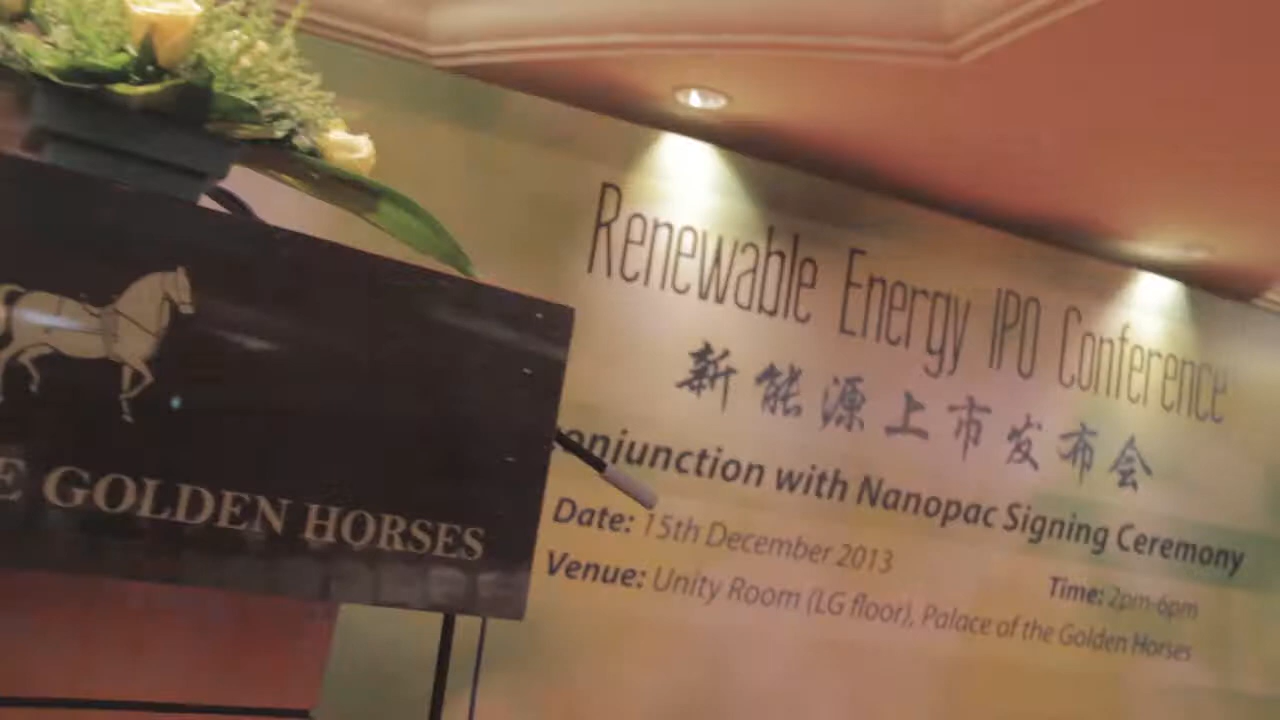 E GOLDEN HORSES
Renewable Energy IPO Conference
新能源上市发布会
onjunction with Nanopac Signing Ceremony
Date: 15th December 2013
Time: 2pm-6pm
Venue: Unity Room (LG floor), Palace of the Golden Horses